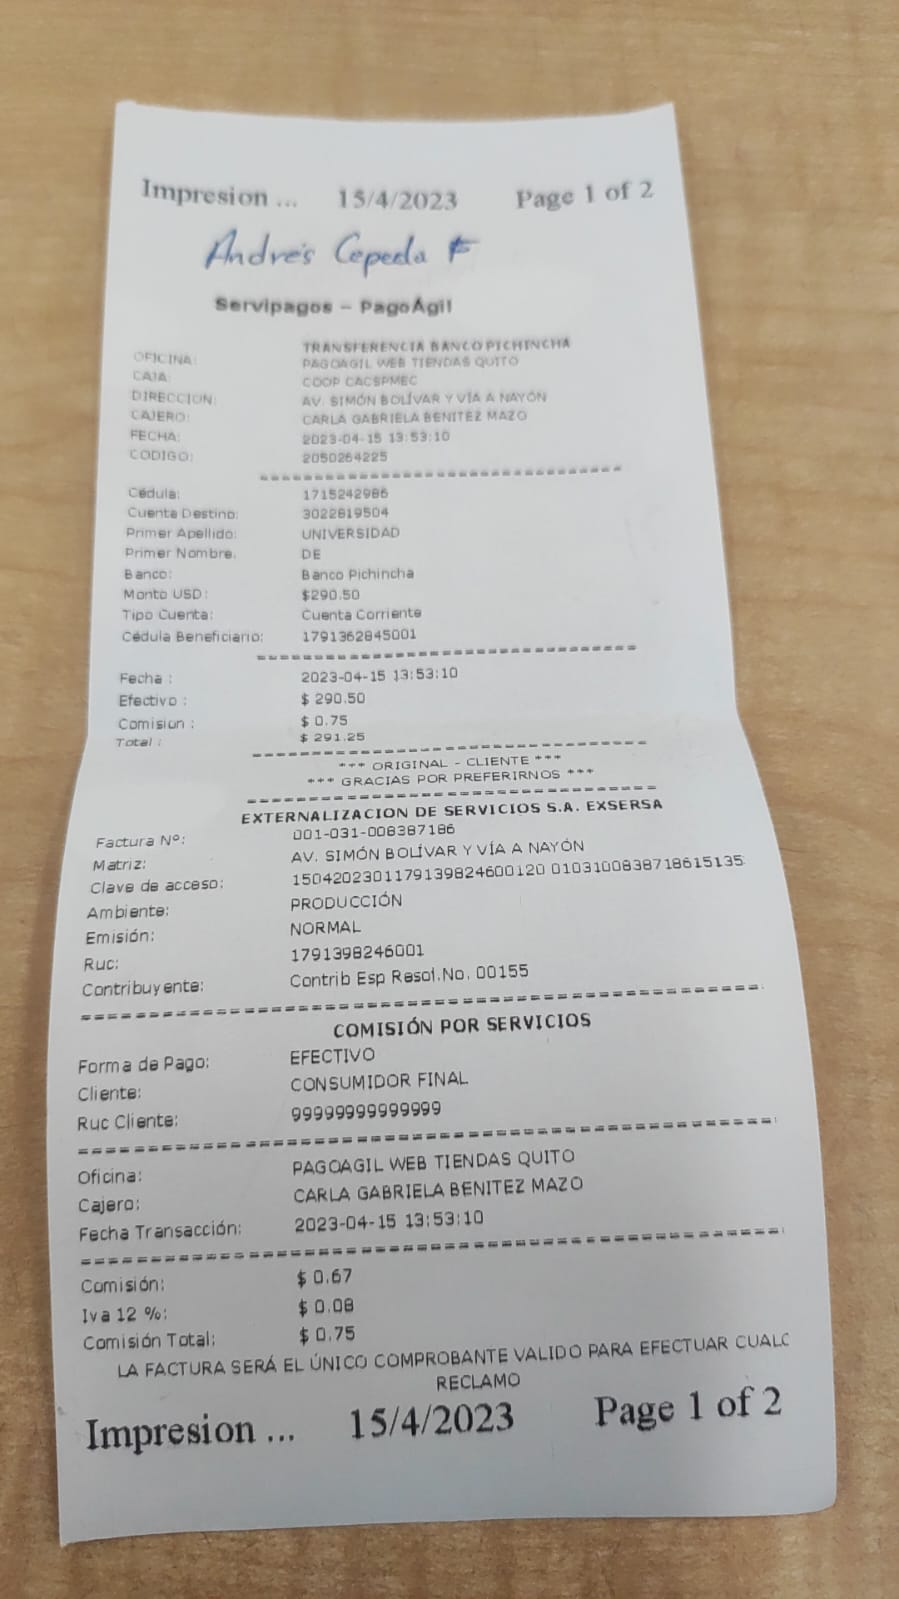 Impresion ... 15/4/2023 Page 1 of 2
Andrés Cepeda F
Servipagos – PagoÁgil
TRANSFERENCIA BANCO PICHINCHA
OFICINA: PAGOAGIL WEB TIENDAS QUITO
CAJA: COOP CACSPMEC
DIRECCION: AV. SIMÓN BOLÍVAR Y VÍA A NAYÓN
CAJERO: CARLA GABRIELA BENITEZ MAZO
FECHA: 2023-04-15 13:53:10
CODIGO: 2050264225
================================
Cédula: 1715242986
Cuenta Destino: 3022819504
Primer Apellido: UNIVERSIDAD
Primer Nombre: DE
Banco: Banco Pichincha
Monto USD: $290.50
Tipo Cuenta: Cuenta Corriente
Cédula Beneficiario: 1791362845001
================================
Fecha : 2023-04-15 13:53:10
Efectivo : $ 290.50
Comision : $ 0.75
Total : $ 291.25
================================
*** ORIGINAL - CLIENTE ***
*** GRACIAS POR PREFERIRNOS ***
================================
EXTERNALIZACION DE SERVICIOS S.A. EXSERSA
Factura Nº: 001-031-008387186
Matriz: AV. SIMÓN BOLÍVAR Y VÍA A NAYÓN
Clave de acceso: 1504202301179139824600120 0103100838718615135
Ambiente: PRODUCCIÓN
Emisión: NORMAL
Ruc: 1791398246001
Contribuyente: Contrib Esp Resol.No. 00155
================================
COMISIÓN POR SERVICIOS
Forma de Pago: EFECTIVO
Cliente: CONSUMIDOR FINAL
Ruc Cliente: 99999999999999
================================
Oficina: PAGOAGIL WEB TIENDAS QUITO
Cajero: CARLA GABRIELA BENITEZ MAZO
Fecha Transacción: 2023-04-15 13:53:10
================================
Comisión: $ 0.67
Iva 12 %: $ 0.08
Comisión Total: $ 0.75
LA FACTURA SERÁ EL ÚNICO COMPROBANTE VALIDO PARA EFECTUAR CUALC
RECLAMO
Impresion ... 15/4/2023 Page 1 of 2